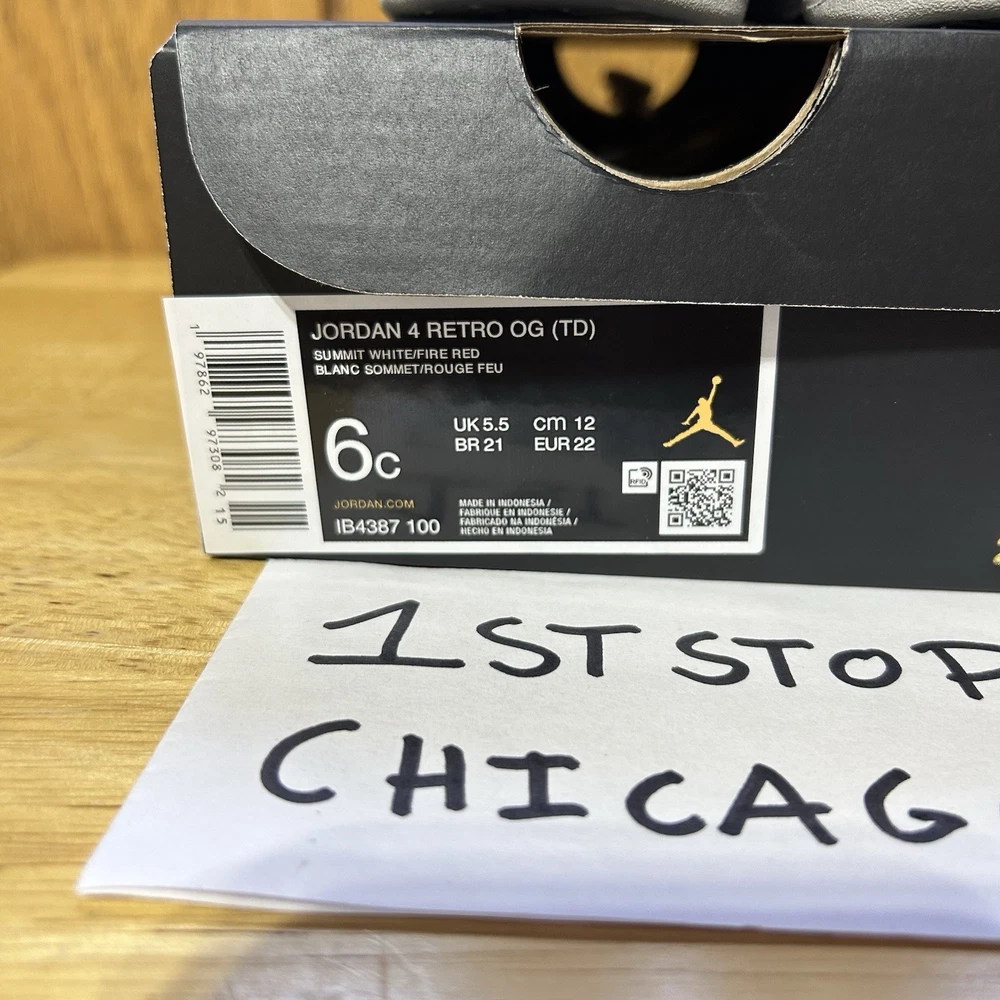 JORDAN 4 RETRO OG (TD)
SUMMIT WHITE/FIRE RED
BLANC SOMMET/ROUGE FEU
6C
UK 5.5 cm 12
BR 21 EUR 22
RFID
JORDAN.COM
IB4387 100
MADE IN INDONESIA /
FABRIQUE EN INDONESIE /
FABRICADO NA INDONÉSIA /
HECHO EN INDONESIA
1 97862 97308 2 15
1ST STOP
CHICAG